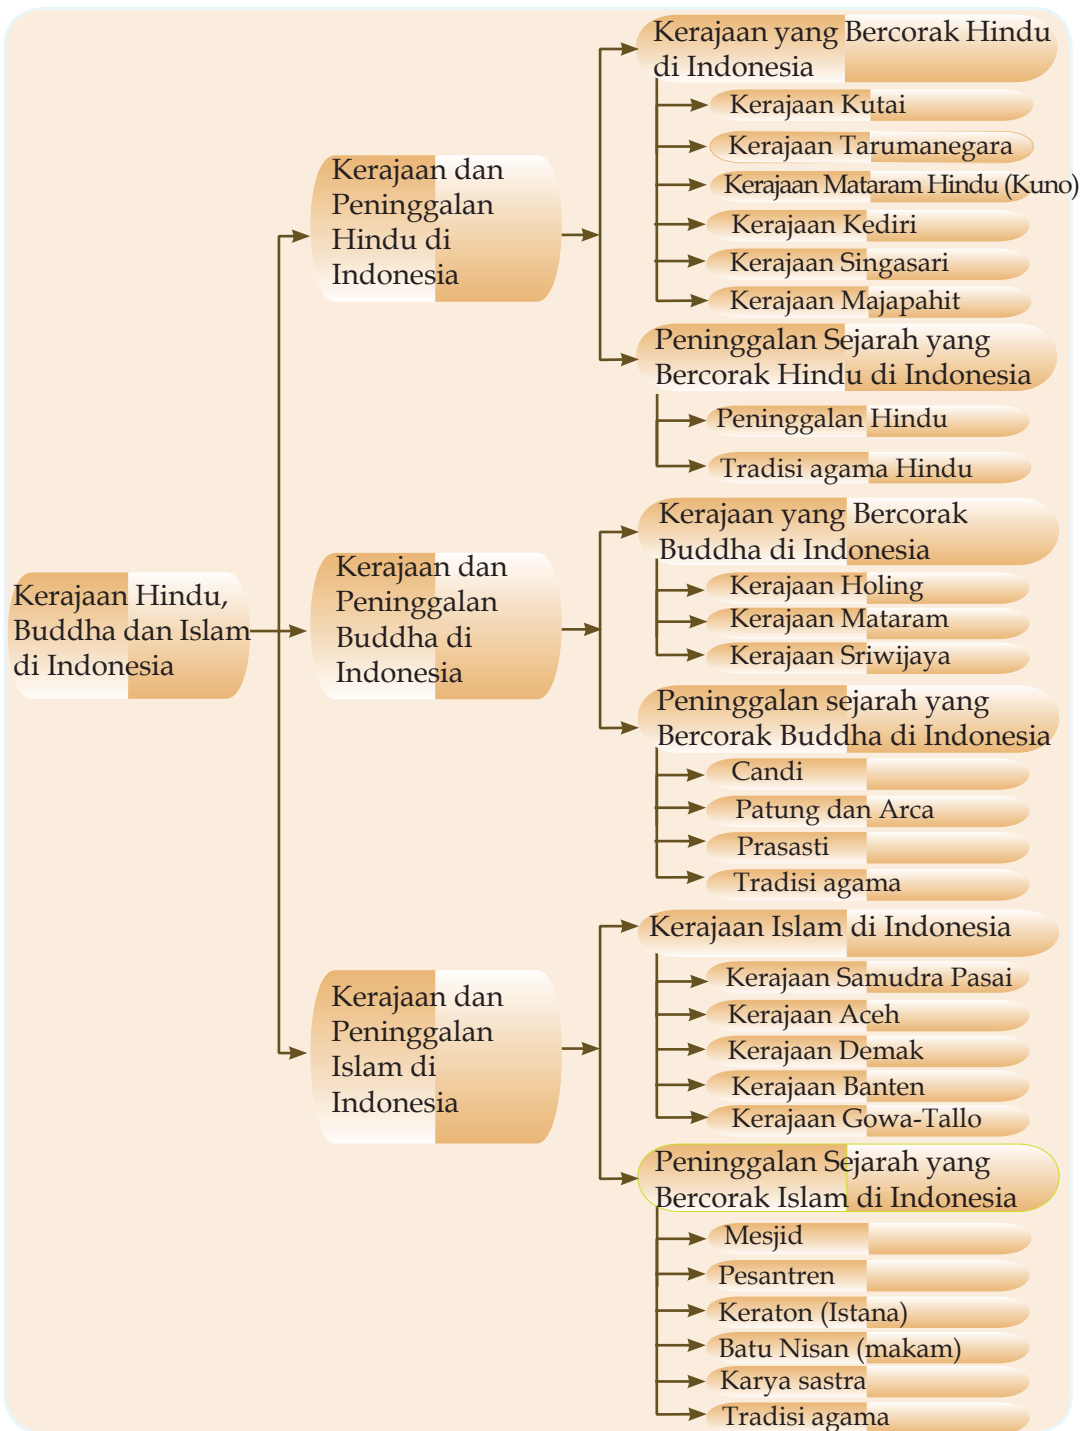 Kerajaan Hindu,
Buddha dan Islam
di Indonesia
Kerajaan dan
Peninggalan
Hindu di
Indonesia
Kerajaan yang Bercorak Hindu
di Indonesia
Kerajaan Kutai
Kerajaan Tarumanegara
Kerajaan Mataram Hindu (Kuno)
Kerajaan Kediri
Kerajaan Singasari
Kerajaan Majapahit
Peninggalan Sejarah yang
Bercorak Hindu di Indonesia
Peninggalan Hindu
Tradisi agama Hindu
Kerajaan dan
Peninggalan
Buddha di
Indonesia
Kerajaan yang Bercorak
Buddha di Indonesia
Kerajaan Holing
Kerajaan Mataram
Kerajaan Sriwijaya
Peninggalan sejarah yang
Bercorak Buddha di Indonesia
Candi
Patung dan Arca
Prasasti
Tradisi agama
Kerajaan dan
Peninggalan
Islam di
Indonesia
Kerajaan Islam di Indonesia
Kerajaan Samudra Pasai
Kerajaan Aceh
Kerajaan Demak
Kerajaan Banten
Kerajaan Gowa-Tallo
Peninggalan Sejarah yang
Bercorak Islam di Indonesia
Mesjid
Pesantren
Keraton (Istana)
Batu Nisan (makam)
Karya sastra
Tradisi agama